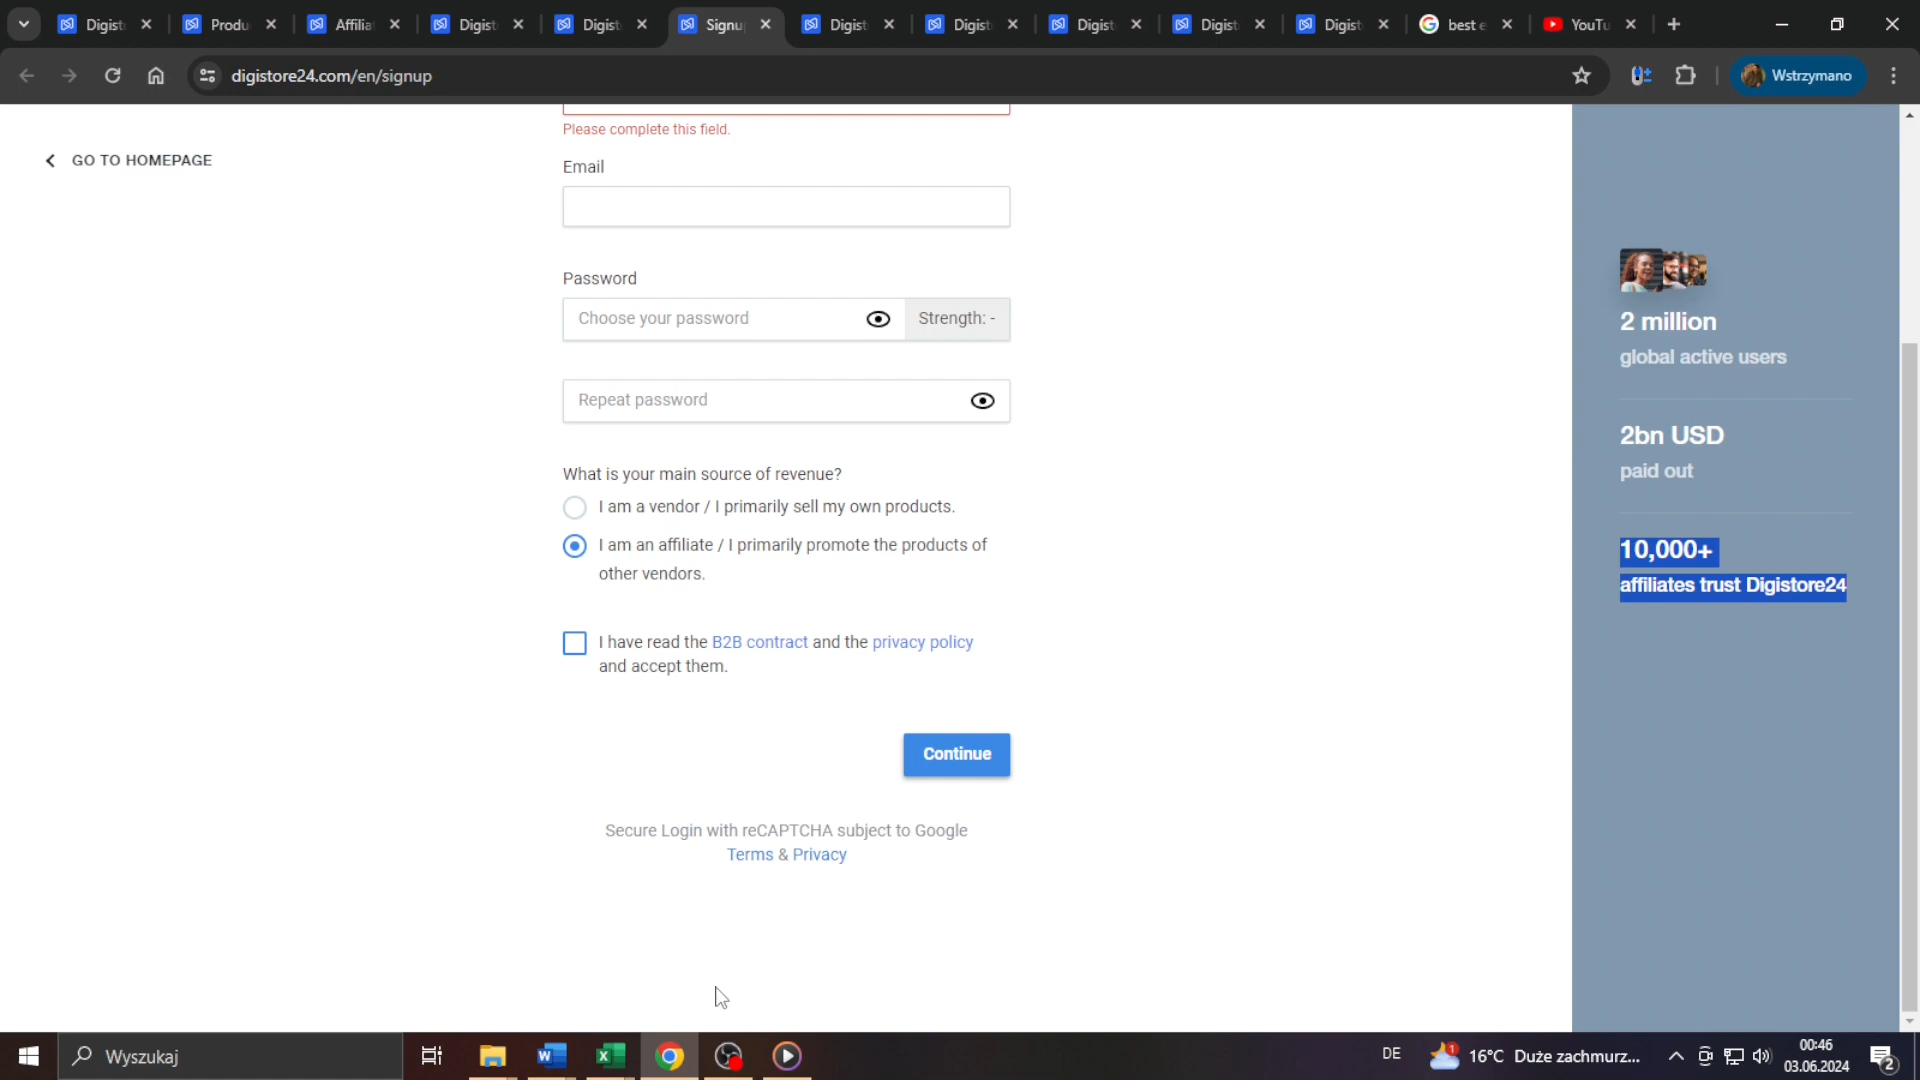 Digist
Produ
Affilia
Digist
Digist
Signu
Digist
Digist
Digist
Digist
Digist
best e
YouTu
digistore24.com/en/signup
Wstrzymano
GO TO HOMEPAGE
Please complete this field.
Email
Password
Choose your password
Strength: -
Repeat password
What is your main source of revenue?
I am a vendor / I primarily sell my own products.
I am an affiliate / I primarily promote the products of
other vendors.
I have read the B2B contract and the privacy policy
and accept them.
Continue
Secure Login with reCAPTCHA subject to Google
Terms & Privacy
2 million
global active users
2bn USD
paid out
10,000+
affiliates trust Digistore24
Wyszukaj
DE
1
16°C Duże zachmurz...
00:46
03.06.2024
2